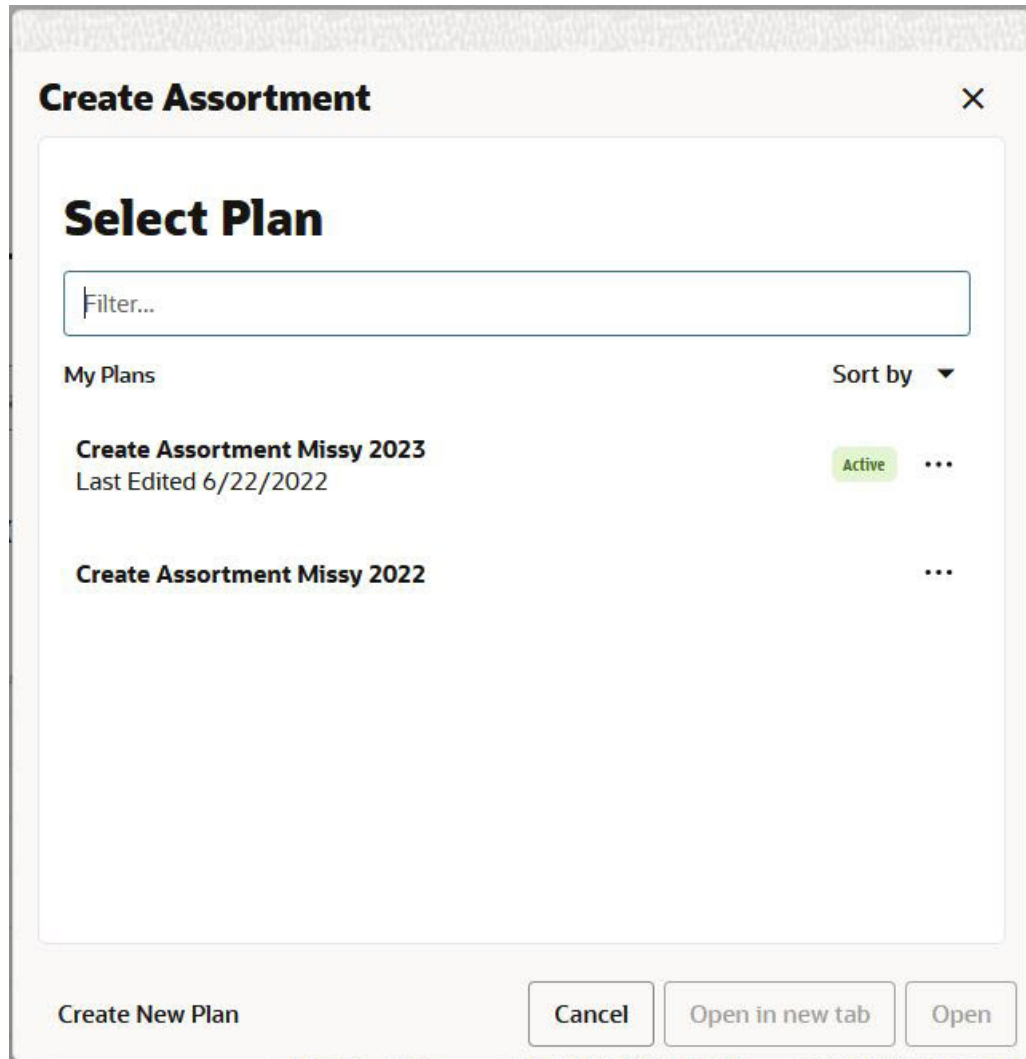 Create Assortment
Select Plan
Filter...
My Plans Sort by
Create Assortment Missy 2023
Last Edited 6/22/2022
Active
Create Assortment Missy 2022
Create New Plan Cancel Open in new tab Open